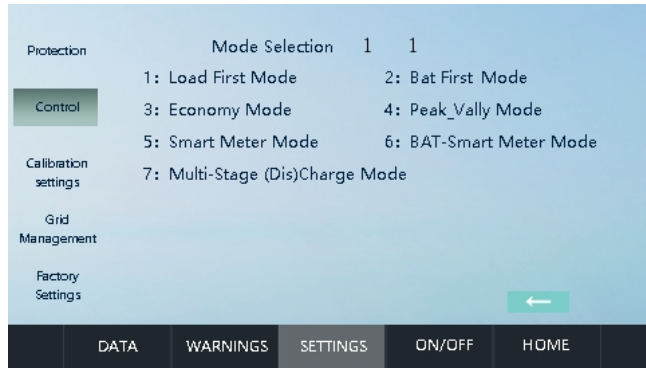 Mode Selection 1 1
Protection
1: Load First Mode 2: Bat First Mode
Control
3: Economy Mode 4: Peak_Vally Mode
5: Smart Meter Mode 6: BAT-Smart Meter Mode
Calibration
settings
7: Multi-Stage (Dis)Charge Mode
Grid
Management
Factory
Settings
←
DATA WARNINGS SETTINGS ON/OFF HOME